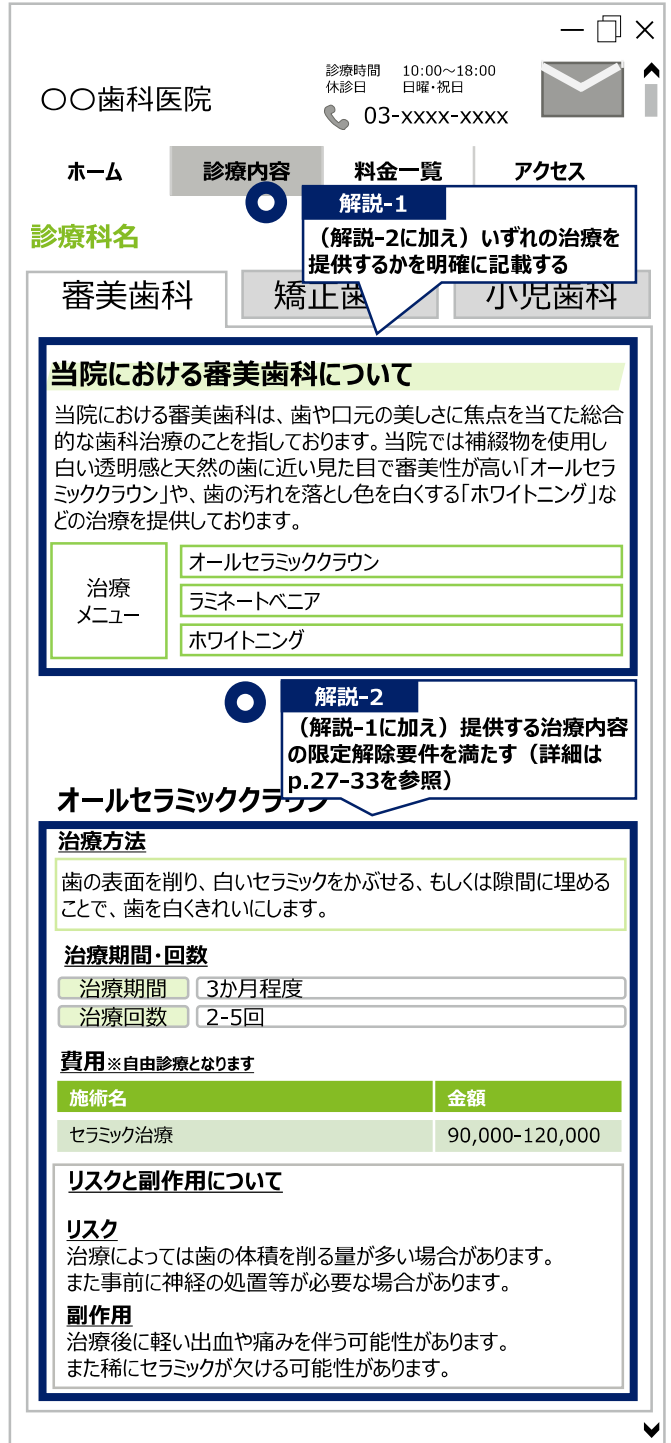 〇〇歯科医院
診療時間 10:00～18:00
休診日 日曜・祝日
03-xxxx-xxxx
ホーム 診療内容 料金一覧 アクセス
解説-1
（解説-2に加え）いずれの治療を
提供するかを明確に記載する
診療科名
審美歯科 矯正歯 小児歯科
当院における審美歯科について
当院における審美歯科は、歯や口元の美しさに焦点を当てた総合
的な歯科治療のことを指しております。当院では補綴物を使用し
白い透明感と天然の歯に近い見た目で審美性が高い「オールセラ
ミッククラウン」や、歯の汚れを落とし色を白くする「ホワイトニング」な
どの治療を提供しております。
治療
メニュー
オールセラミッククラウン
ラミネートベニア
ホワイトニング
解説-2
（解説-1に加え）提供する治療内容
の限定解除要件を満たす（詳細は
p.27-33を参照）
オールセラミッククラウン
治療方法
歯の表面を削り、白いセラミックをかぶせる、もしくは隙間に埋める
ことで、歯を白くきれいにします。
治療期間・回数
治療期間 3か月程度
治療回数 2-5回
費用※自由診療となります
施術名 金額
セラミック治療 90,000-120,000
リスクと副作用について
リスク
治療によっては歯の体積を削る量が多い場合があります。
また事前に神経の処置等が必要な場合があります。
副作用
治療後に軽い出血や痛みを伴う可能性があります。
また稀にセラミックが欠ける可能性があります。